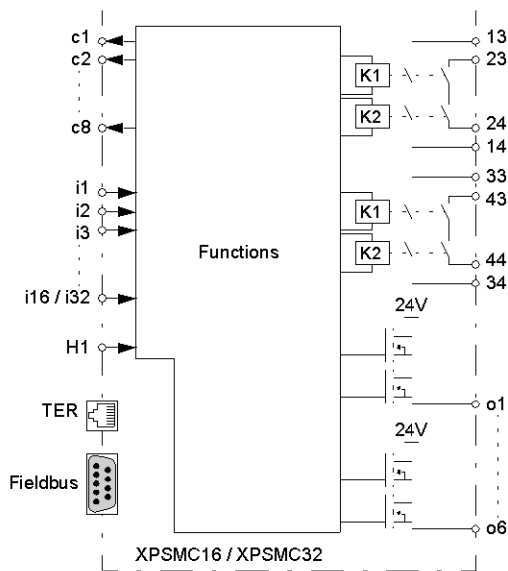 c1
c2
c8
i1
i2
i3
i16 / i32
H1
TER
Fieldbus
Functions
K1
K2
K1
K2
13
23
24
14
33
43
44
34
24V
o1
24V
o6
XPSMC16 / XPSMC32